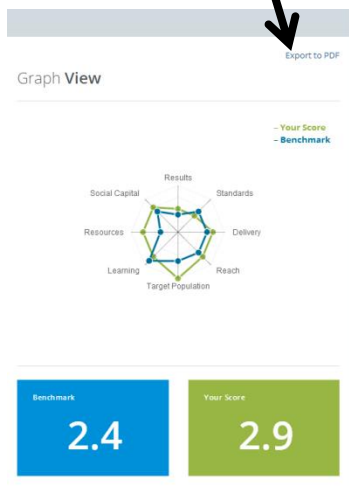 Export to PDF
Graph View
– Your Score
– Benchmark
Results
Social Capital
Standards
Resources
Delivery
Learning
Reach
Target Population
Benchmark
Your Score
2.4
2.9